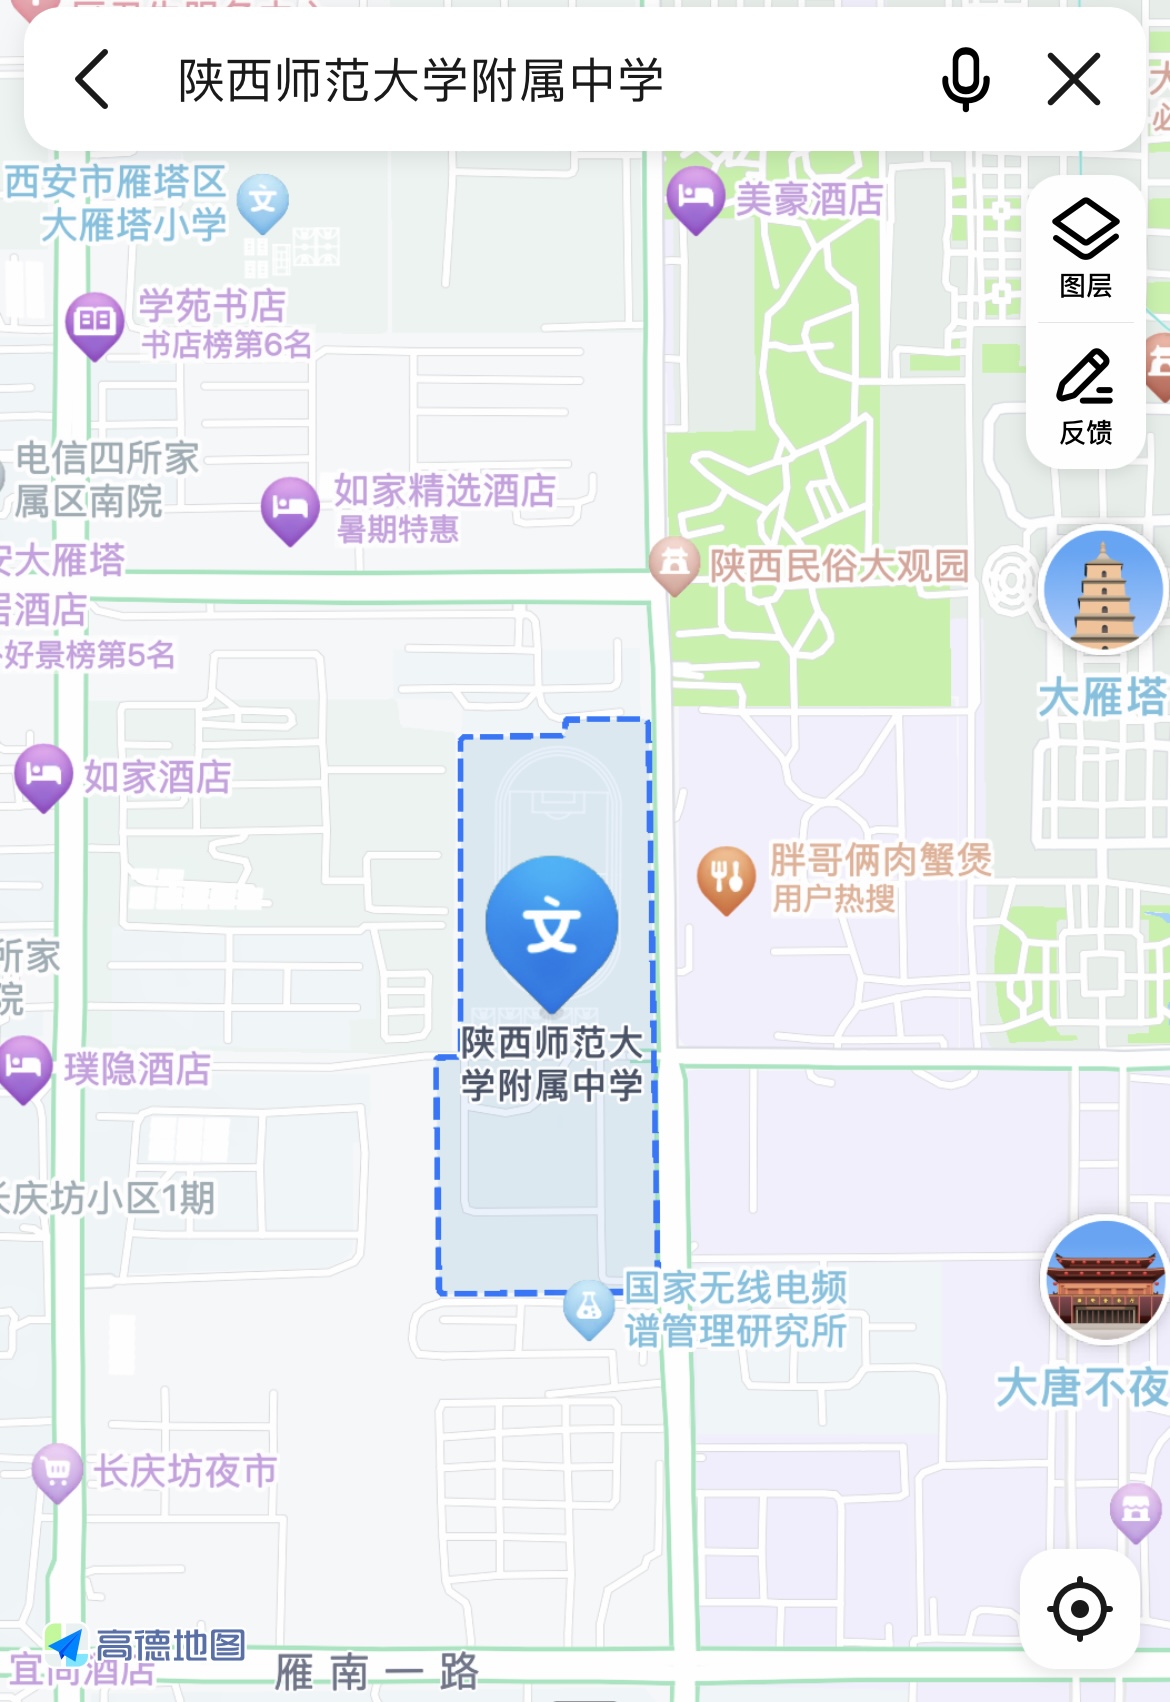 陕西师范大学附属中学
西安市雁塔区
大雁塔小学
美豪酒店
图层
学苑书店
书店榜第6名
反馈
电信四所家
属区南院
如家精选酒店
暑期特惠
安大雁塔
居酒店
好景榜第5名
陕西民俗大观园
大雁塔
如家酒店
胖哥俩肉蟹煲
用户热搜
所家
院
陕西师范大
学附属中学
璞隐酒店
长庆坊小区1期
国家无线电频
谱管理研究所
大唐不夜
长庆坊夜市
高德地图
宜尚酒店
雁南一路